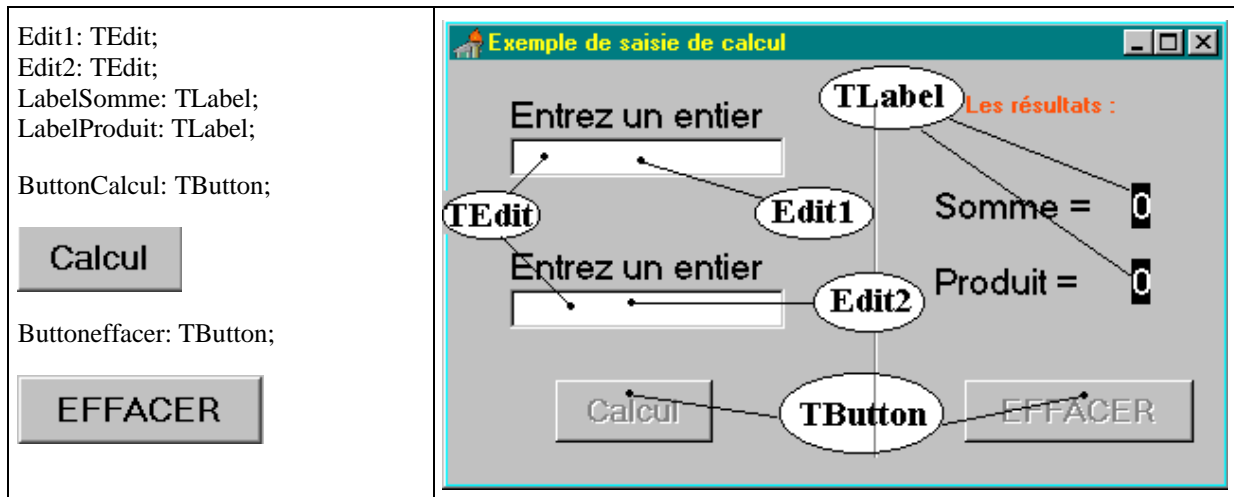 Edit1: TEdit;
Edit2: TEdit;
LabelSomme: TLabel;
LabelProduit: TLabel;
ButtonCalcul: TButton;
Calcul
Buttoneffacer: TButton;
EFFACER
Exemple de saisie de calcul
TLabel
Les résultats :
Entrez un entier
TEdit
Edit1
Somme =
0
Entrez un entier
Produit =
0
Edit2
Calcul
TButton
EFFACER